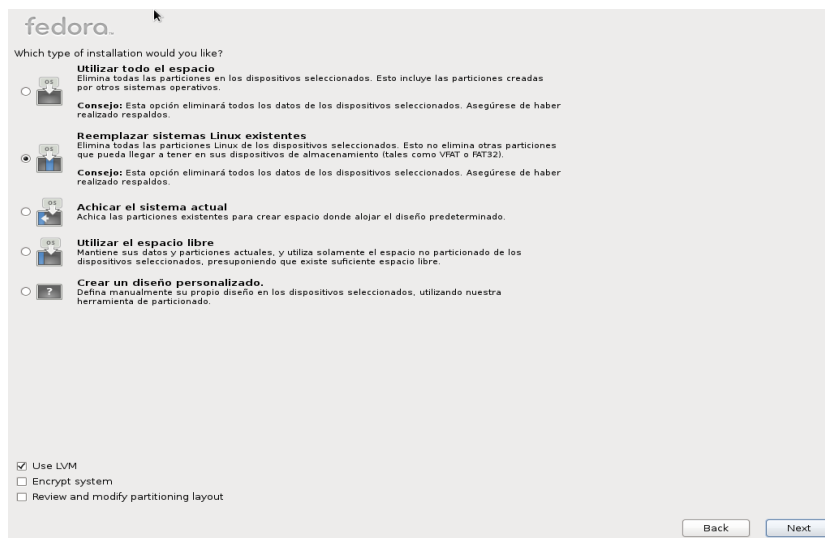 fedora
Which type of installation would you like?
Utilizar todo el espacio
Elimina todas las particiones en los dispositivos seleccionados. Esto incluye las particiones creadas
por otros sistemas operativos.
Consejo: Esta opción eliminará todos los datos de los dispositivos seleccionados. Asegúrese de haber
realizado respaldos.
OS
Reemplazar sistemas Linux existentes
Elimina todas las particiones Linux de los dispositivos seleccionados. Esto no elimina otras particiones
que pueda llegar a tener en sus dispositivos de almacenamiento (tales como VFAT o FAT32).
Consejo: Esta opción eliminará todos los datos de los dispositivos seleccionados. Asegúrese de haber
realizado respaldos.
OS
Achicar el sistema actual
Achica las particiones existentes para crear espacio donde alojar el diseño predeterminado.
OS
Utilizar el espacio libre
Mantiene sus datos y particiones actuales, y utiliza solamente el espacio no particionado de los
dispositivos seleccionados, presuponiendo que existe suficiente espacio libre.
OS
Crear un diseño personalizado.
Defina manualmente su propio diseño en los dispositivos seleccionados, utilizando nuestra
herramienta de particionado.
?
Use LVM
Encrypt system
Review and modify partitioning layout
Back
Next